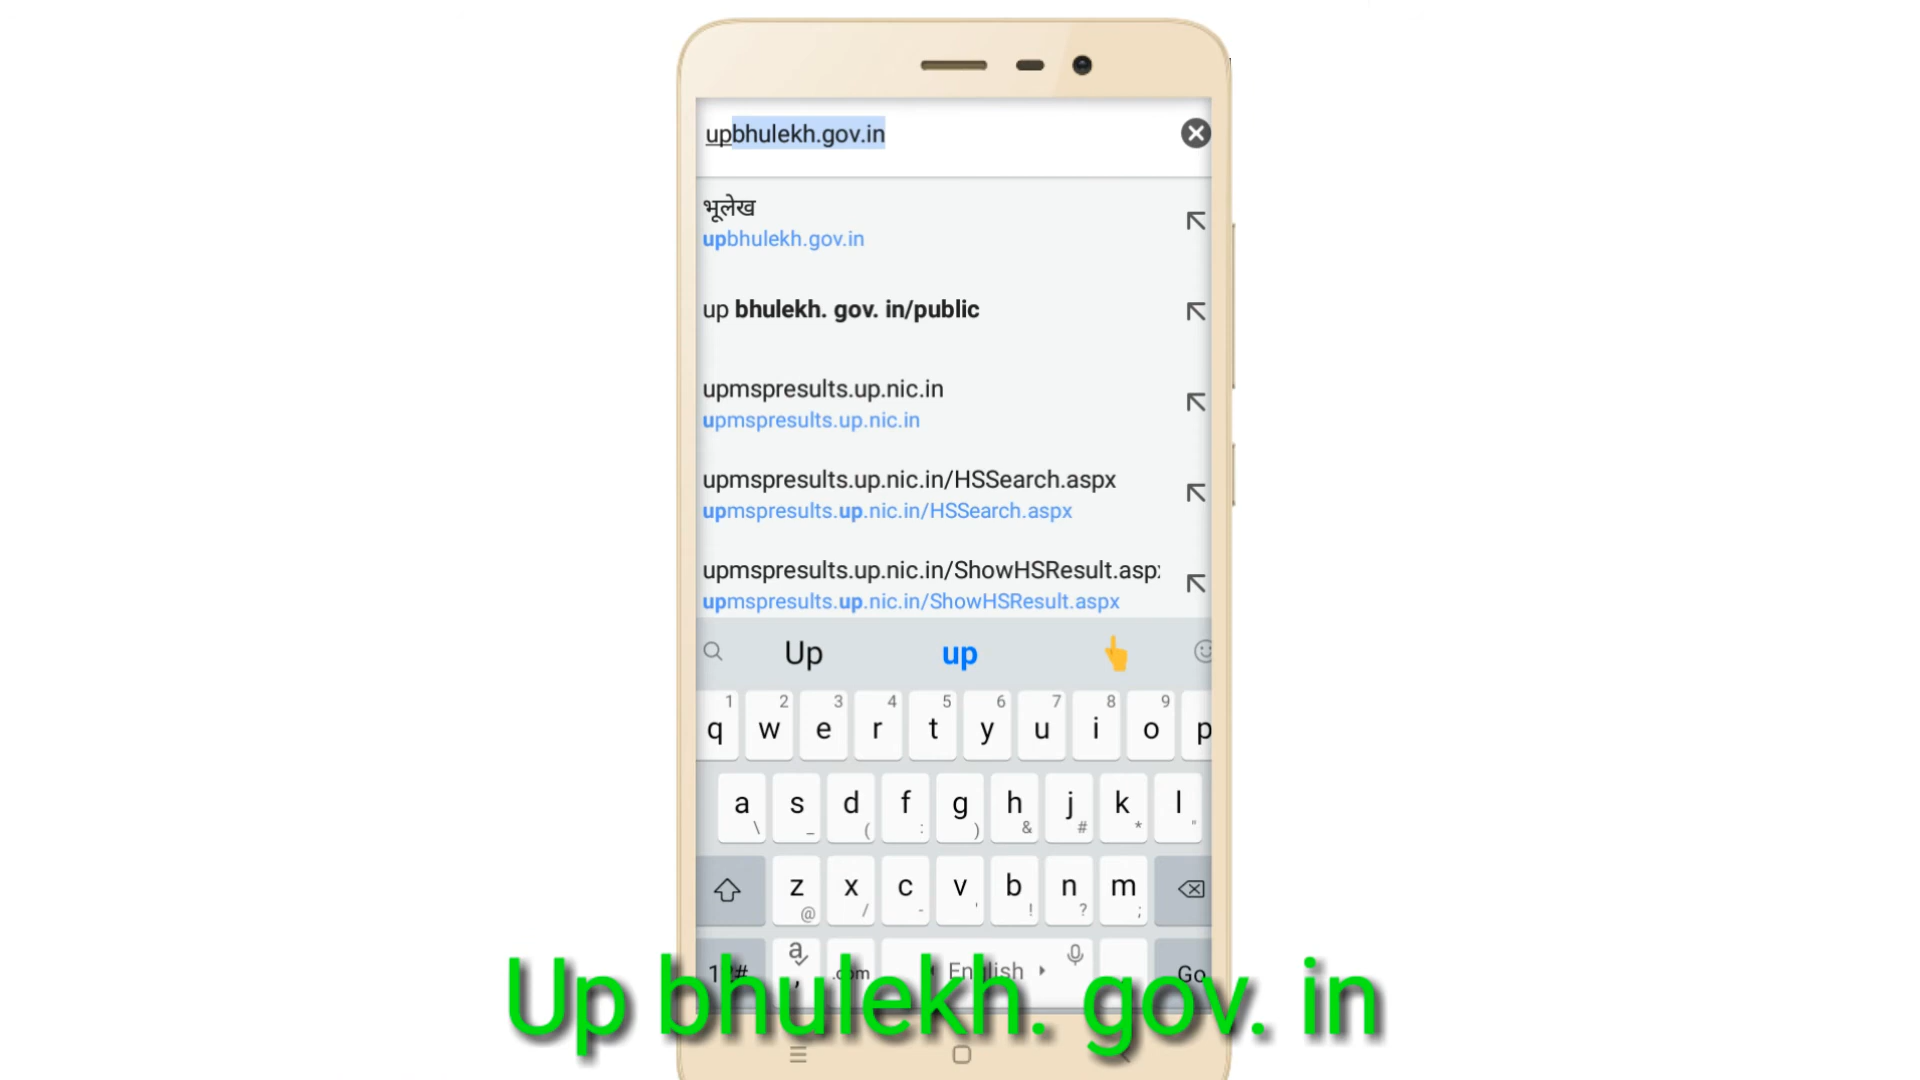 upbhulekh.gov.in
भूलेख
upbhulekh.gov.in
up bhulekh. gov. in/public
upmspresults.up.nic.in
upmspresults.up.nic.in
upmspresults.up.nic.in/HSSearch.aspx
upmspresults.up.nic.in/HSSearch.aspx
upmspresults.up.nic.in/ShowHSResult.asp
upmspresults.up.nic.in/ShowHSResult.aspx
Up up 👆
1 2 3 4 5 6 7 8 9
q w e r t y u i o p
a s d f g h j k l
\ _ ( : ) & # * "
z x c v b n m
@ / - ' ! ? ;
a , .com English Go
Up bhulekh. gov. in